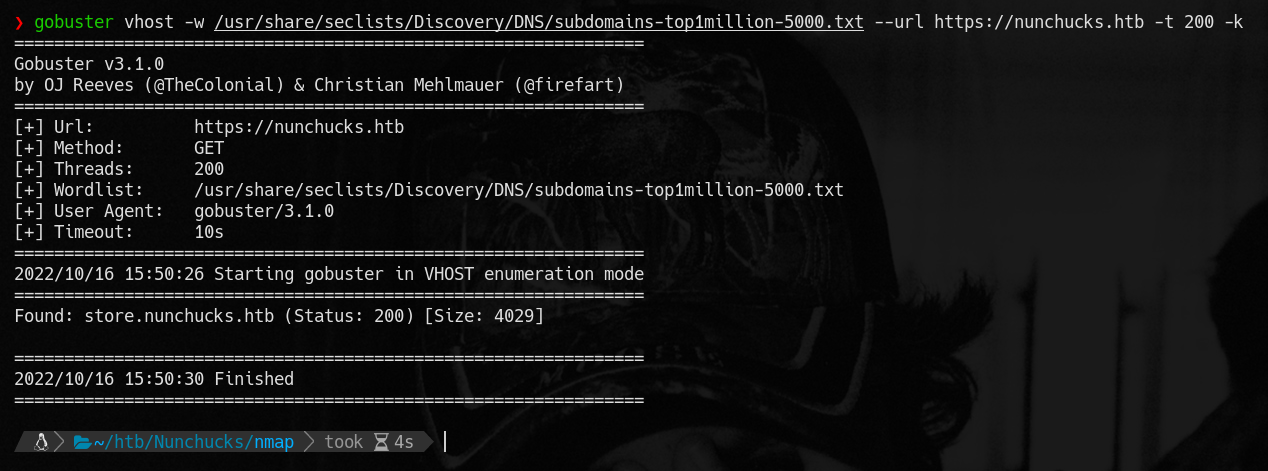 ❯ gobuster vhost -w /usr/share/seclists/Discovery/DNS/subdomains-top1million-5000.txt --url https://nunchucks.htb -t 200 -k
===============================================================
Gobuster v3.1.0
by OJ Reeves (@TheColonial) & Christian Mehlmauer (@firefart)
===============================================================
[+] Url:          https://nunchucks.htb
[+] Method:       GET
[+] Threads:      200
[+] Wordlist:     /usr/share/seclists/Discovery/DNS/subdomains-top1million-5000.txt
[+] User Agent:   gobuster/3.1.0
[+] Timeout:      10s
===============================================================
2022/10/16 15:50:26 Starting gobuster in VHOST enumeration mode
===============================================================
Found: store.nunchucks.htb (Status: 200) [Size: 4029]
===============================================================
2022/10/16 15:50:30 Finished
===============================================================
~/htb/Nunchucks/nmap took 4s